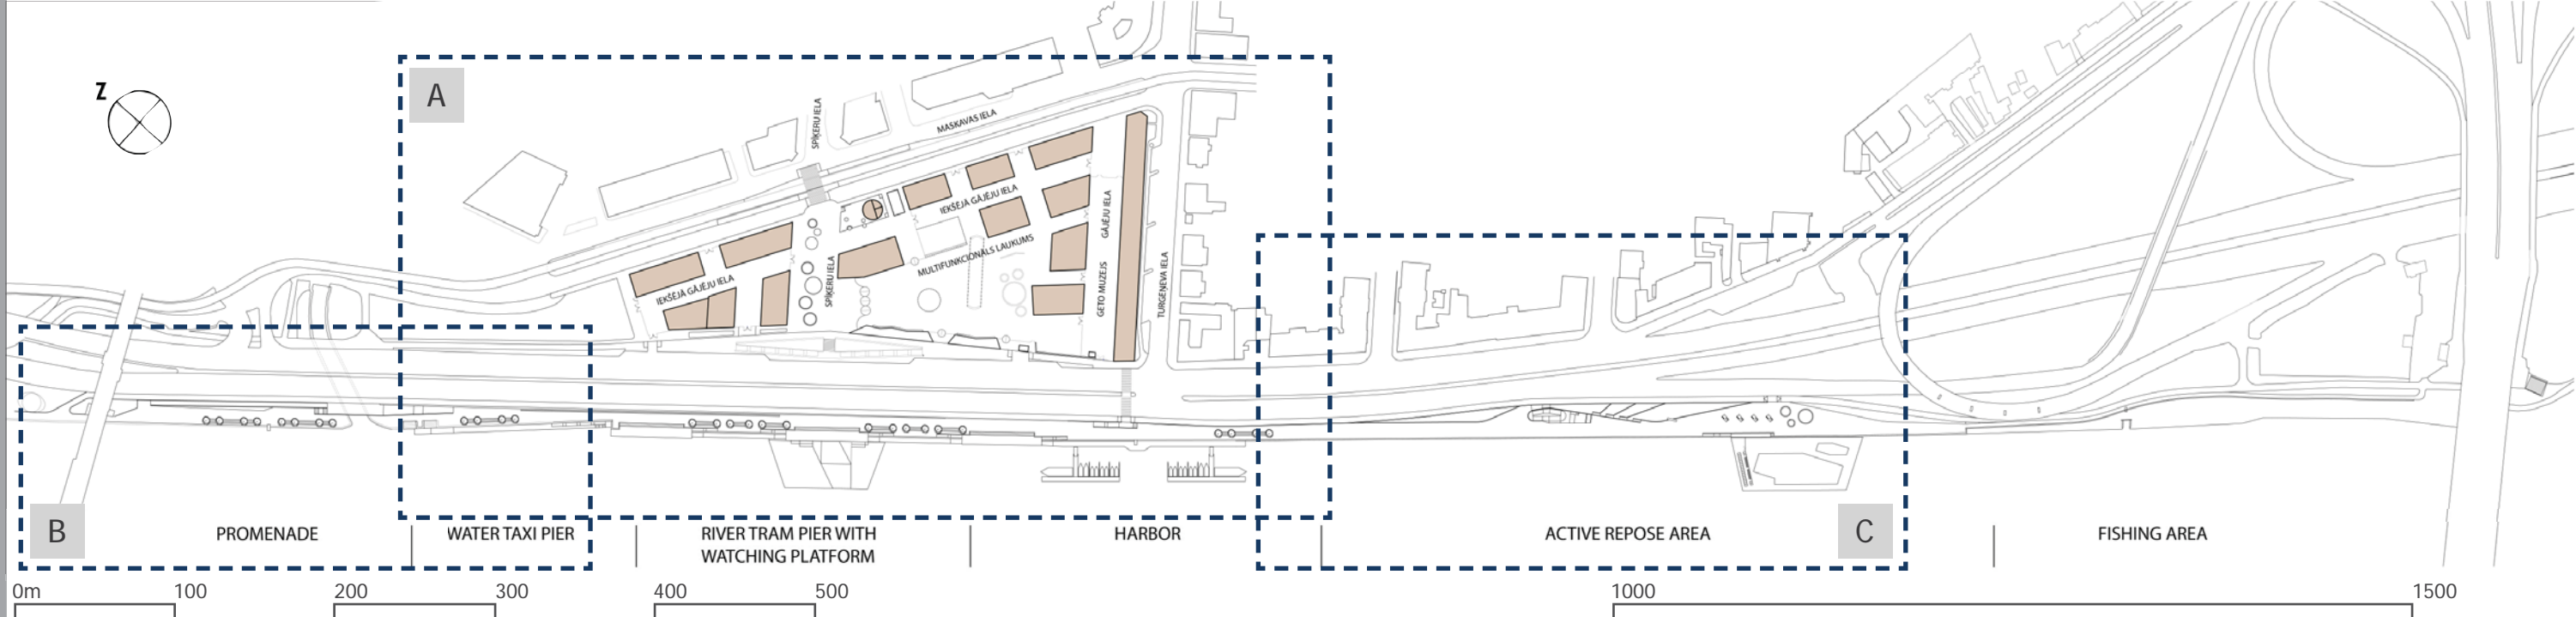 Z
A
SPĪĶERU IELA
MASKAVAS IELA
IEKŠĒJĀ GĀJĒJU IELA
MULTIFUNKCIONĀLS LAUKUMS
SPĪĶERU IELA
IEKŠĒJĀ GĀJĒJU IELA
GĀJĒJU IELA
GETO MUZEJS
TURGEŅEVA IELA
B
PROMENADE
WATER TAXI PIER
RIVER TRAM PIER WITH
WATCHING PLATFORM
HARBOR
ACTIVE REPOSE AREA
C
FISHING AREA
0m 100 200 300 400 500 1000 1500